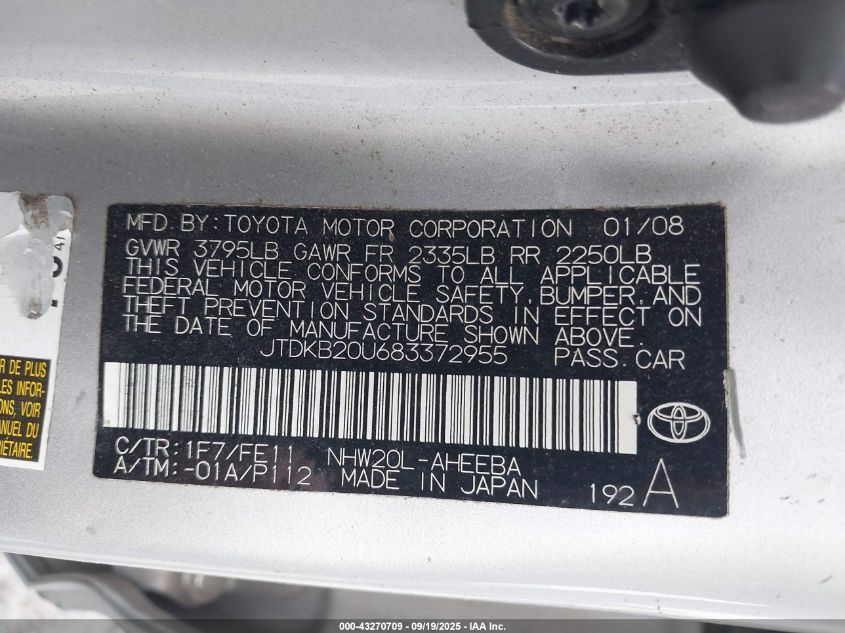 MFD. BY: TOYOTA MOTOR CORPORATION 01/08
GVWR 3795LB GAWR FR 2335LB RR 2250LB
THIS VEHICLE CONFORMS TO ALL APPLICABLE
FEDERAL MOTOR VEHICLE SAFETY, BUMPER, AND
THEFT PREVENTION STANDARDS IN EFFECT ON
THE DATE OF MANUFACTURE SHOWN ABOVE.
JTDKB20U683372955 PASS. CAR
C/TR: 1F7/FE11 NHW20L-AHEEBA
A/TM: -01A/P112 MADE IN JAPAN 192 A
DE PLUS
LES INFOR-
ONS, VOIR
ANUEL DU
RIÉTAIRE.
000-43270709 - 09/19/2025 - IAA Inc.